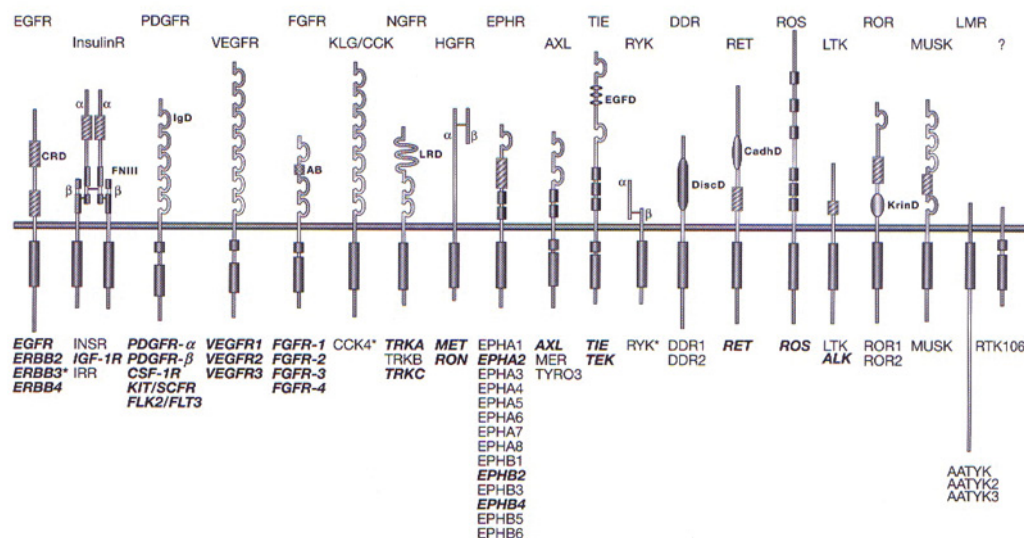 EGFR PDGFR FGFR NGFR EPHR TIE DDR ROS ROR LMR
InsulinR VEGFR KLG/CCK HGFR AXL RYK RET LTK MUSK ?
α α
IgD
EGFD
CRD
FNIII
β β
AB
LRD
α β
α β
DiscD
CadhD
KrinD
EGFR
ERBB2
ERBB3*
ERBB4
INSR
IGF-1R
IRR
PDGFR-α
PDGFR-β
CSF-1R
KIT/SCFR
FLK2/FLT3
VEGFR1
VEGFR2
VEGFR3
FGFR-1
FGFR-2
FGFR-3
FGFR-4
CCK4*
TRKA
TRKB
TRKC
MET
RON
EPHA1
EPHA2
EPHA3
EPHA4
EPHA5
EPHA6
EPHA7
EPHA8
EPHB1
EPHB2
EPHB3
EPHB4
EPHB5
EPHB6
AXL
MER
TYRO3
TIE
TEK
RYK*
DDR1
DDR2
RET
ROS
LTK
ALK
ROR1
ROR2
MUSK
AATYK
AATYK2
AATYK3
RTK106